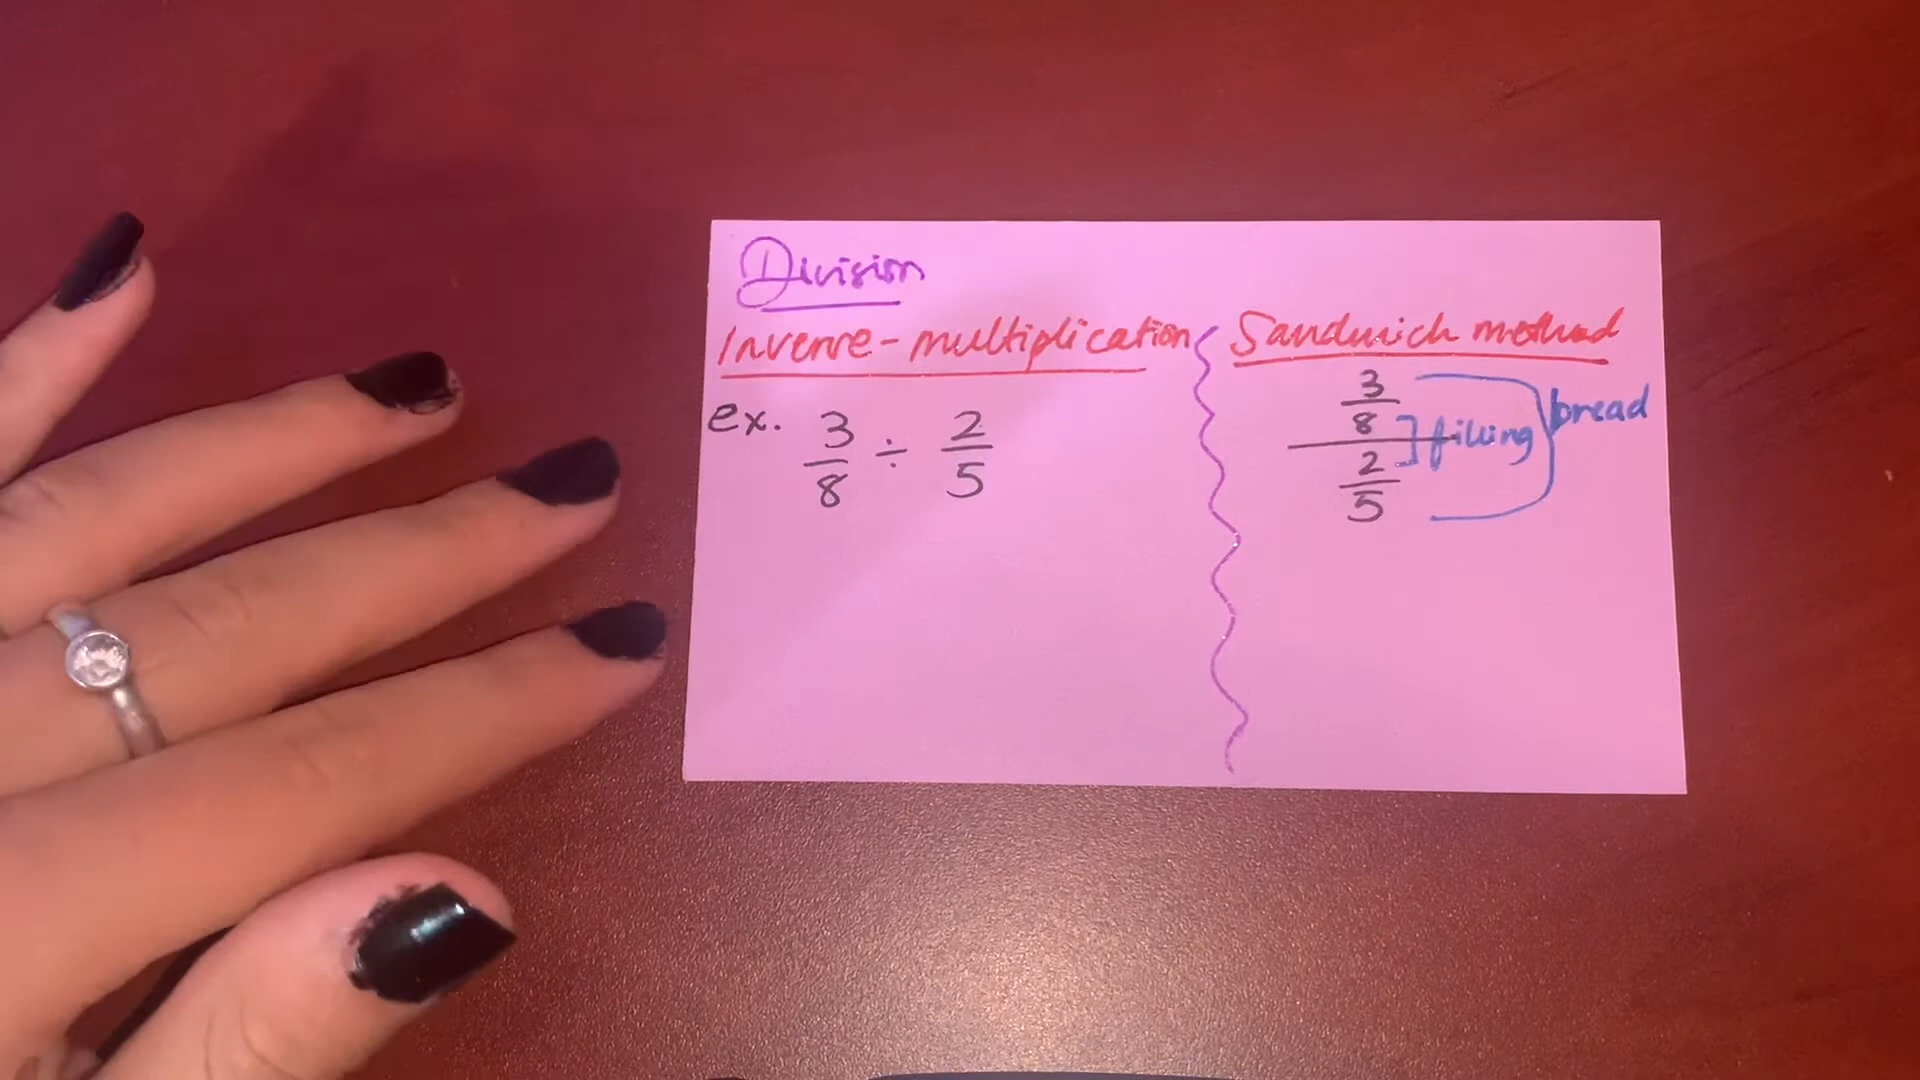 Division
Inverse-multiplication
ex. 3/8 ÷ 2/5
Sandwich method
3/8
2/5
filling
bread